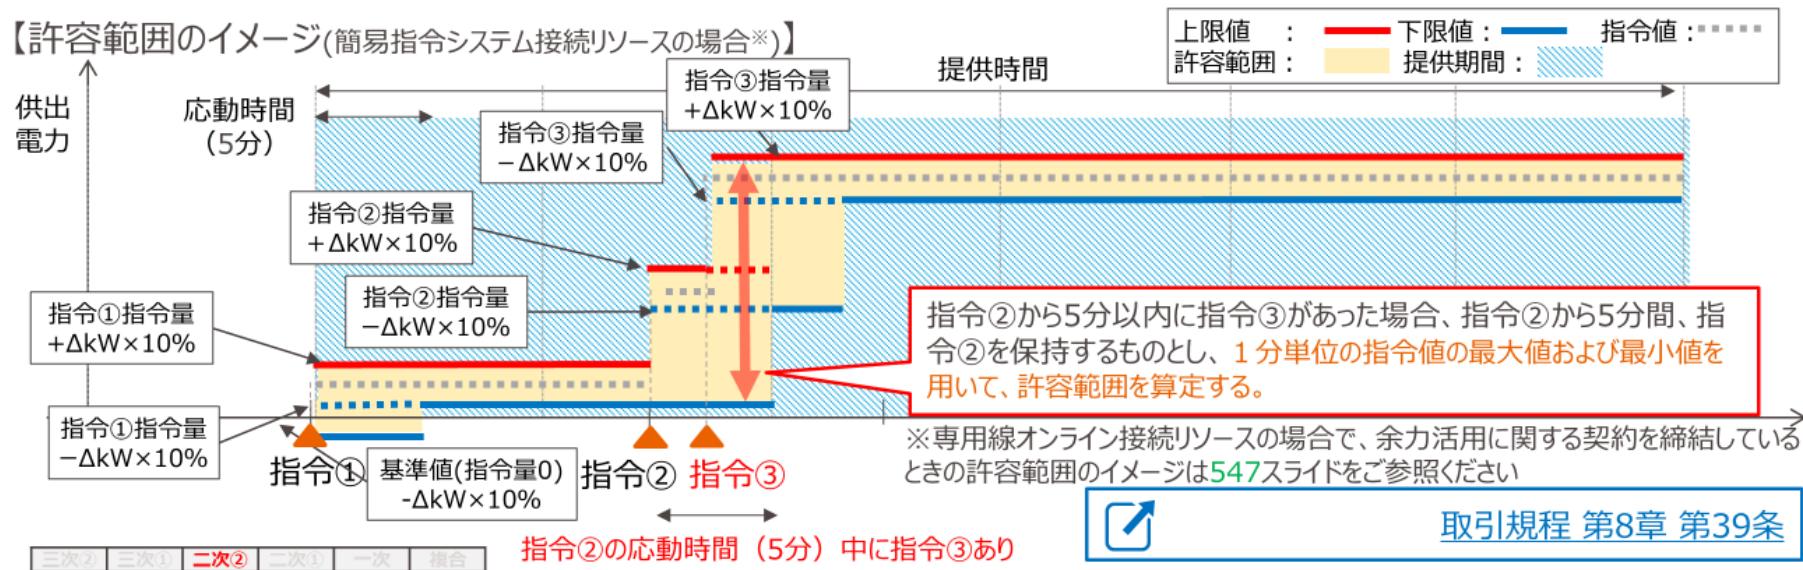 【許容範囲のイメージ(簡易指令システム接続リソースの場合※)】
上限値 : 下限値: 指令値:
許容範囲: 提供期間:
供出
電力
応動時間
（5分）
提供時間
指令③指令量
+ΔkW×10%
指令③指令量
－ΔkW×10%
指令②指令量
+ΔkW×10%
指令②指令量
－ΔkW×10%
指令①指令量
+ΔkW×10%
指令①指令量
－ΔkW×10%
指令②から5分以内に指令③があった場合、指令②から5分間、指
令②を保持するものとし、１分単位の指令値の最大値および最小値を
用いて、許容範囲を算定する。
指令①
基準値(指令量0)
-ΔkW×10%
指令②
指令③
※専用線オンライン接続リソースの場合で、余力活用に関する契約を締結している
ときの許容範囲のイメージは547スライドをご参照ください
取引規程 第8章 第39条
指令②の応動時間（5分）中に指令③あり
三次② 三次① 二次② 二次① 一次 複合